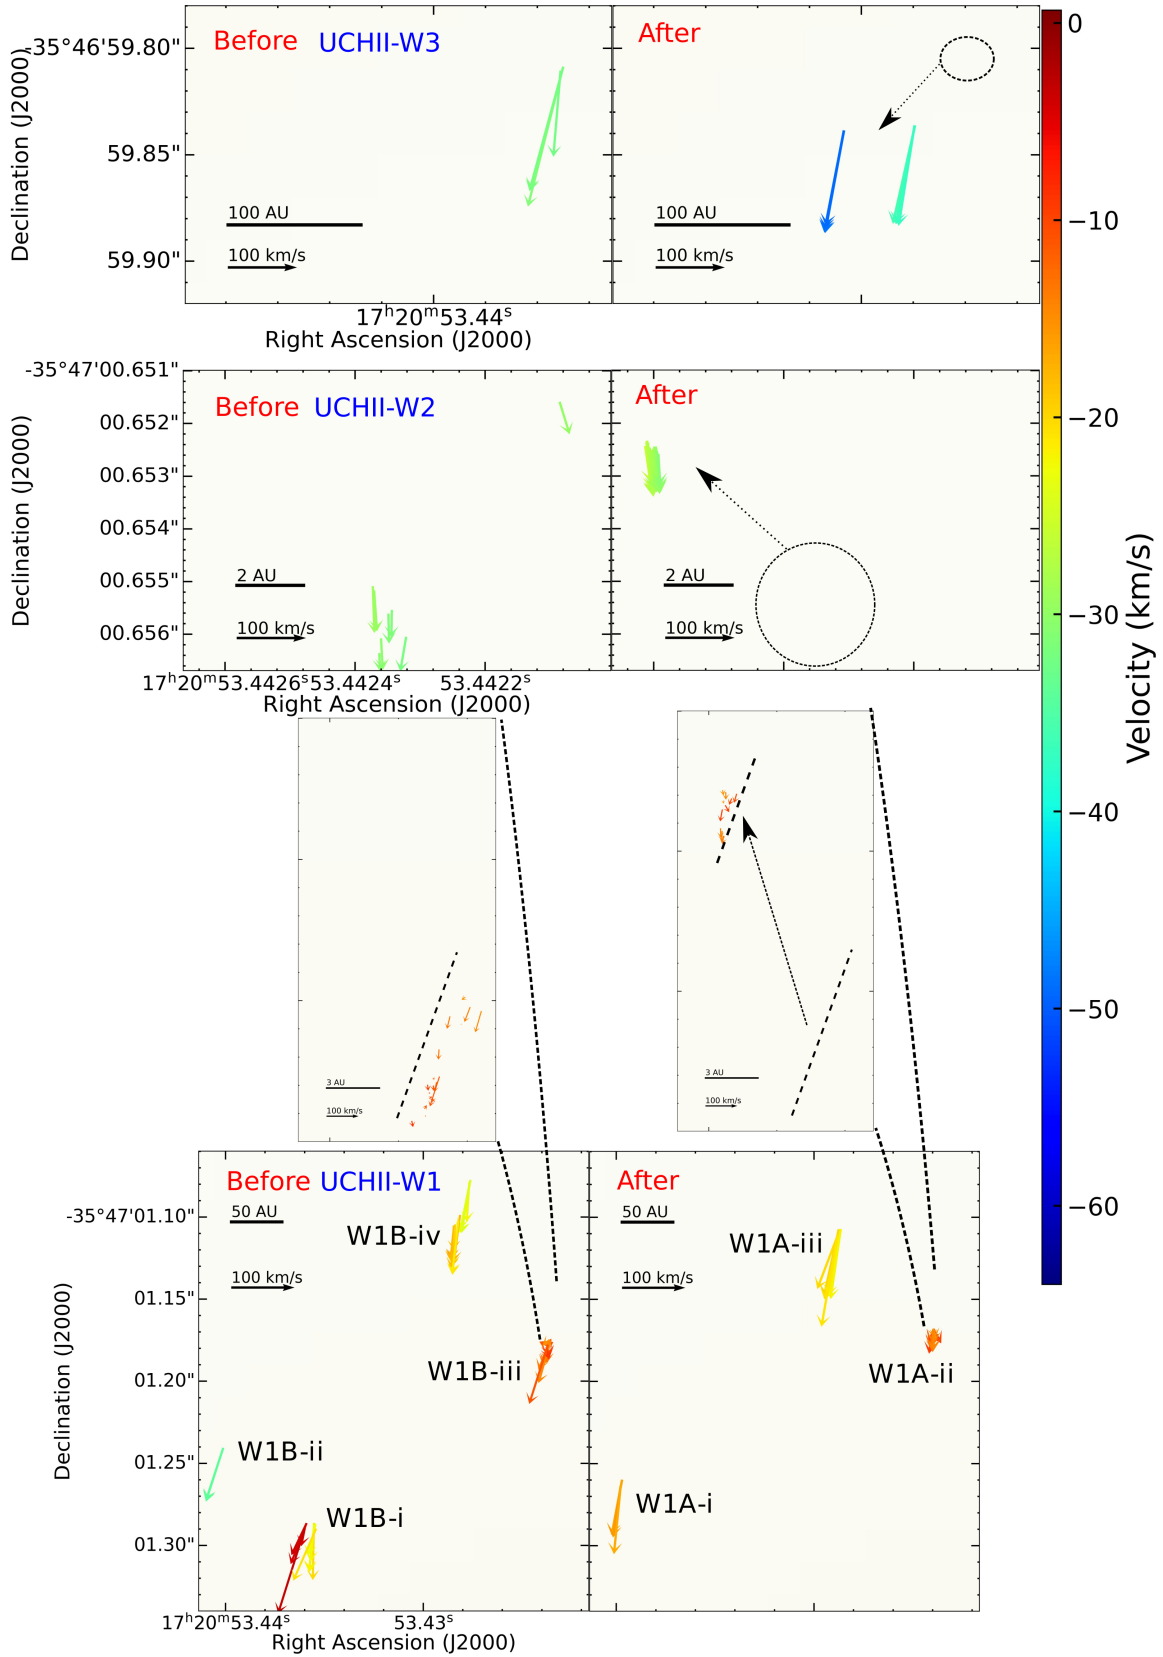 Before UCHII-W3
After
0
-35°46'59.80"
59.85"
59.90"
Declination (J2000)
100 AU
100 km/s
100 AU
100 km/s
17h20m53.44s
Right Ascension (J2000)
−10
-35°47'00.651"
00.652"
00.653"
00.654"
00.655"
00.656"
Declination (J2000)
Before UCHII-W2
After
2 AU
100 km/s
2 AU
100 km/s
17h20m53.4426s
53.4424s
53.4422s
Right Ascension (J2000)
−20
−30
−40
−50
−60
Velocity (km/s)
3 AU
100 km/s
3 AU
100 km/s
Before UCHII-W1
After
-35°47'01.10"
01.15"
01.20"
01.25"
01.30"
Declination (J2000)
50 AU
100 km/s
W1B-iv
W1B-iii
W1B-ii
W1B-i
50 AU
100 km/s
W1A-iii
W1A-ii
W1A-i
17h20m53.44s
53.43s
Right Ascension (J2000)